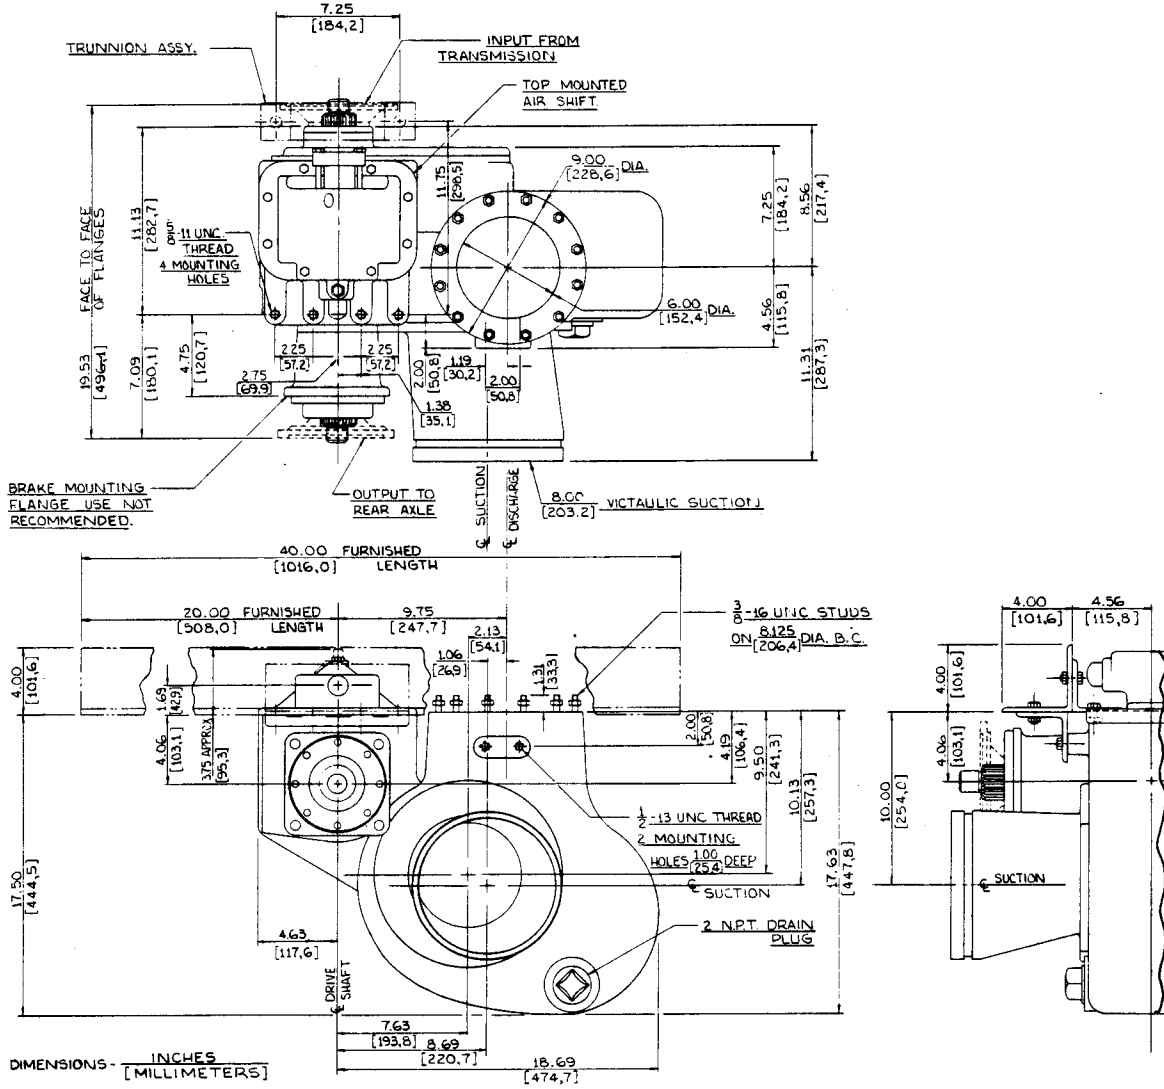 7.25
[184,2]
TRUNNION ASSY.
INPUT FROM
TRANSMISSION
TOP MOUNTED
AIR SHIFT.
9.00 DIA.
[228,6]
11.75
[298,5]
7.25
[184,2]
8.56
[217,4]
FACE TO FACE
OF FLANGES
11.13
[282,7]
-11 UNC.
THREAD
4 MOUNTING
HOLES
6.00 DIA.
[152,4]
4.56
[115,8]
11.31
[287,3]
19.53
[496,1]
7.09
[180,1]
4.75
[120,7]
2.25
[57,2]
2.25
[57,2]
2.75
[69,9]
1.38
[35,1]
2.00
[50,8]
1.19
[30,2]
2.00
[50,8]
BRAKE MOUNTING
FLANGE USE NOT
RECOMMENDED.
OUTPUT TO
REAR AXLE
℄ SUCTION
℄ DISCHARGE
8.00 VICTAULIC SUCTION
[203.2]
40.00 FURNISHED
[1016,0] LENGTH
20.00 FURNISHED
[508,0] LENGTH
9.75
[247,7]
2.13
[54,1]
1.06
[26,9]
1.31
[33,3]
3/8-16 UNC STUDS
ON 8.125 DIA. B.C.
[206,4]
4.00
[101,6]
4.56
[115,8]
4.00
[101,6]
1.69
[42,9]
4.06
[103,1]
3.75 APPROX
[95,3]
2.00
[50,8]
4.19
[106,4]
9.50
[241,3]
10.13
[257,3]
4.00
[101,6]
4.06
[103,1]
10.00
[254,0]
1/2-13 UNC THREAD
2 MOUNTING
HOLES 1.00 DEEP
[25,4]
℄ SUCTION
17.63
[447,8]
℄ SUCTION
17.50
[444,5]
4.63
[117,6]
℄ DRIVE
SHAFT
2 N.P.T. DRAIN
PLUG
7.63
[193,8]
8.69
[220,7]
18.69
[474,7]
DIMENSIONS - INCHES
[MILLIMETERS]